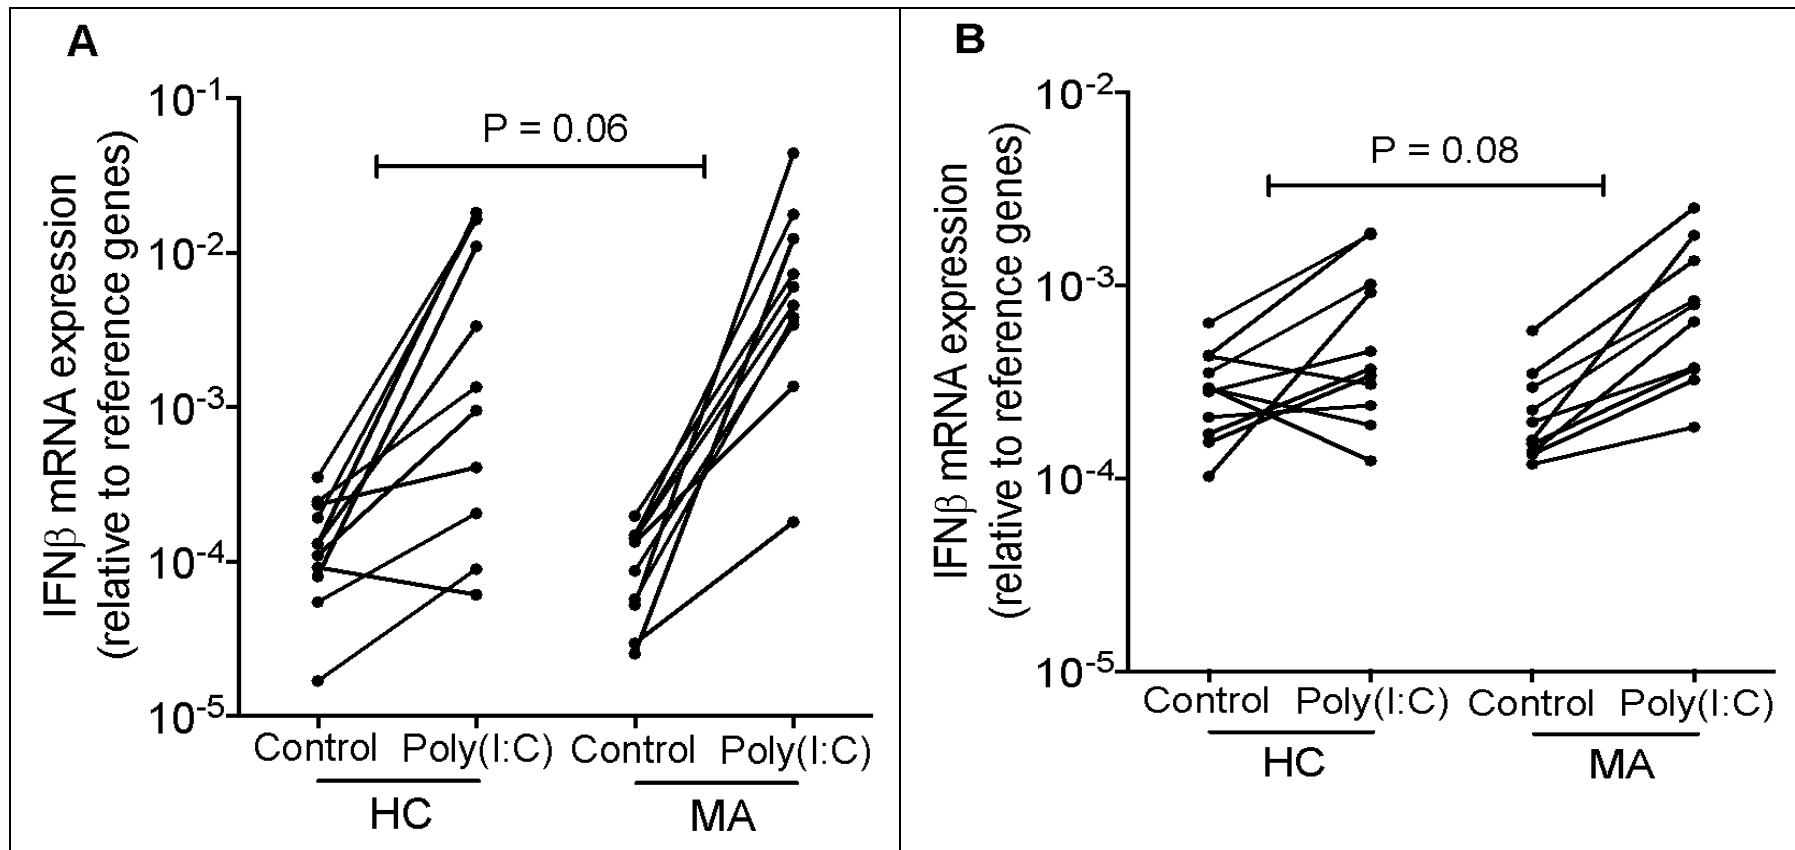 A
IFNβ mRNA expression
(relative to reference genes)
10-1
10-2
10-3
10-4
10-5
P = 0.06
Control Poly(I:C) Control Poly(I:C)
HC MA
B
IFNβ mRNA expression
(relative to reference genes)
10-2
10-3
10-4
10-5
P = 0.08
Control Poly(I:C) Control Poly(I:C)
HC MA